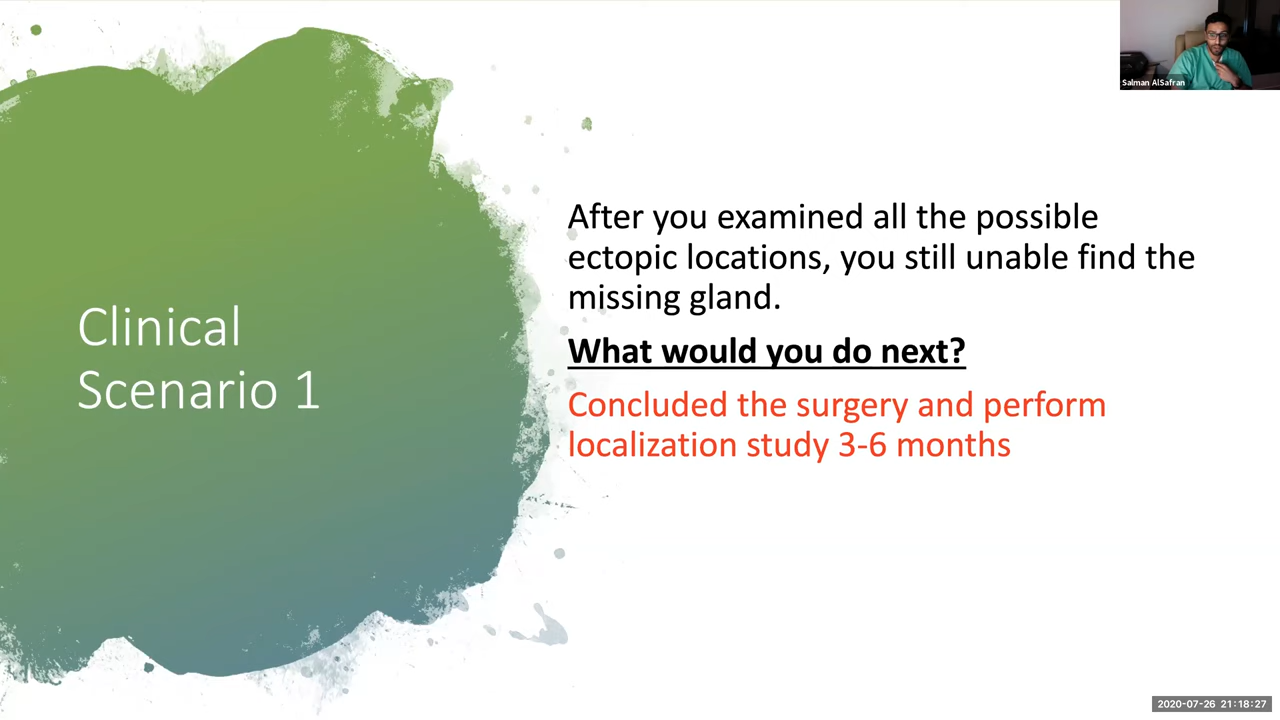 Salman AlSafran
Clinical
Scenario 1
After you examined all the possible
ectopic locations, you still unable find the
missing gland.
What would you do next?
Concluded the surgery and perform
localization study 3-6 months
2020-07-26 21:18:27